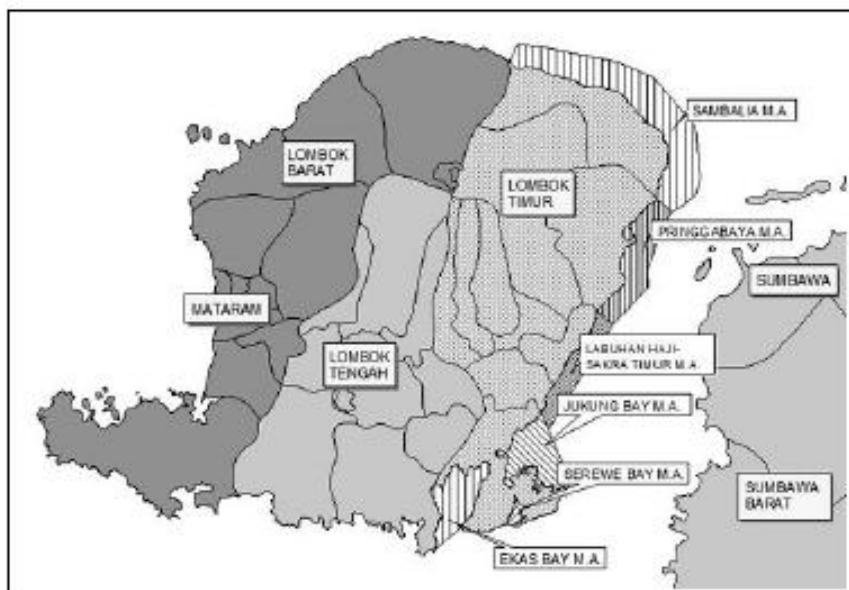 SAMBALIA M.A.
LOMBOK
BARAT
LOMBOK
TIMUR
PRINGGABAYA M.A.
SUMBAWA
MATARAM
LABUHAN HAJI-
SAKRA TIMUR M.A.
LOMBOK
TENGAH
JUKUNG BAY M.A.
SEREWE BAY M.A.
SUMBAWA
BARAT
EKAS BAY M.A.